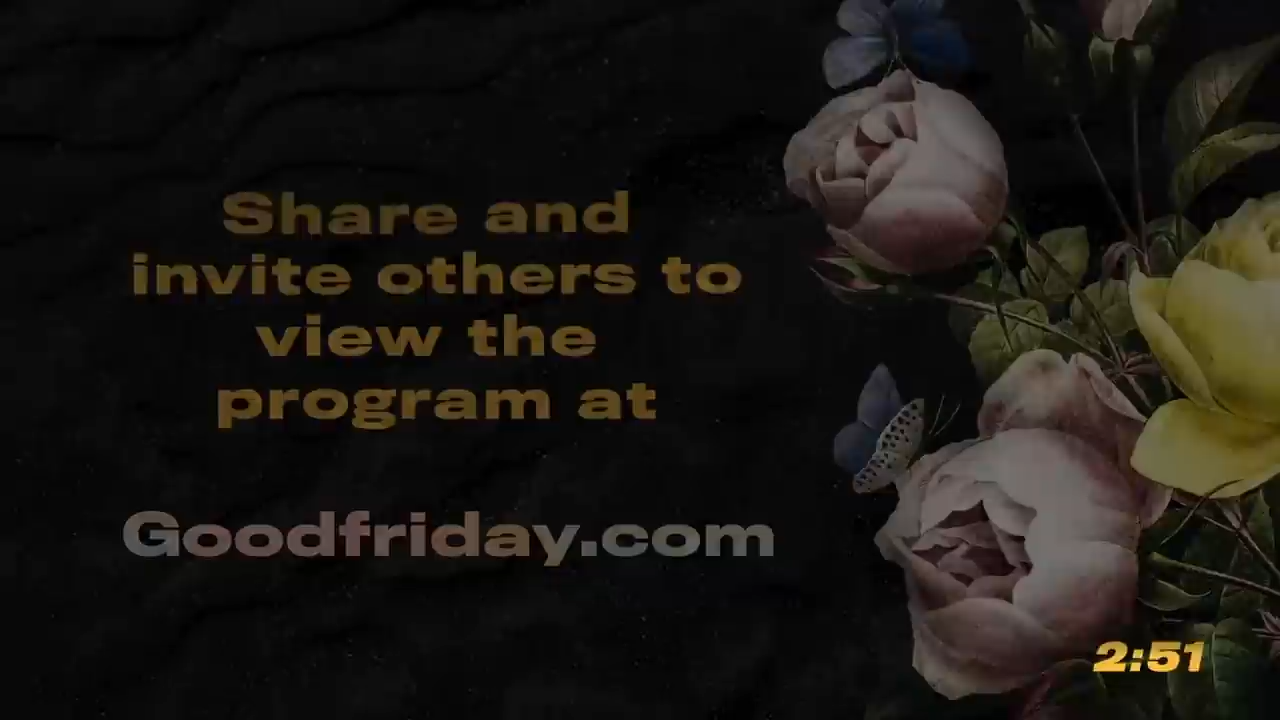 Share and
invite others to
view the
program at
Goodfriday.com
2:51